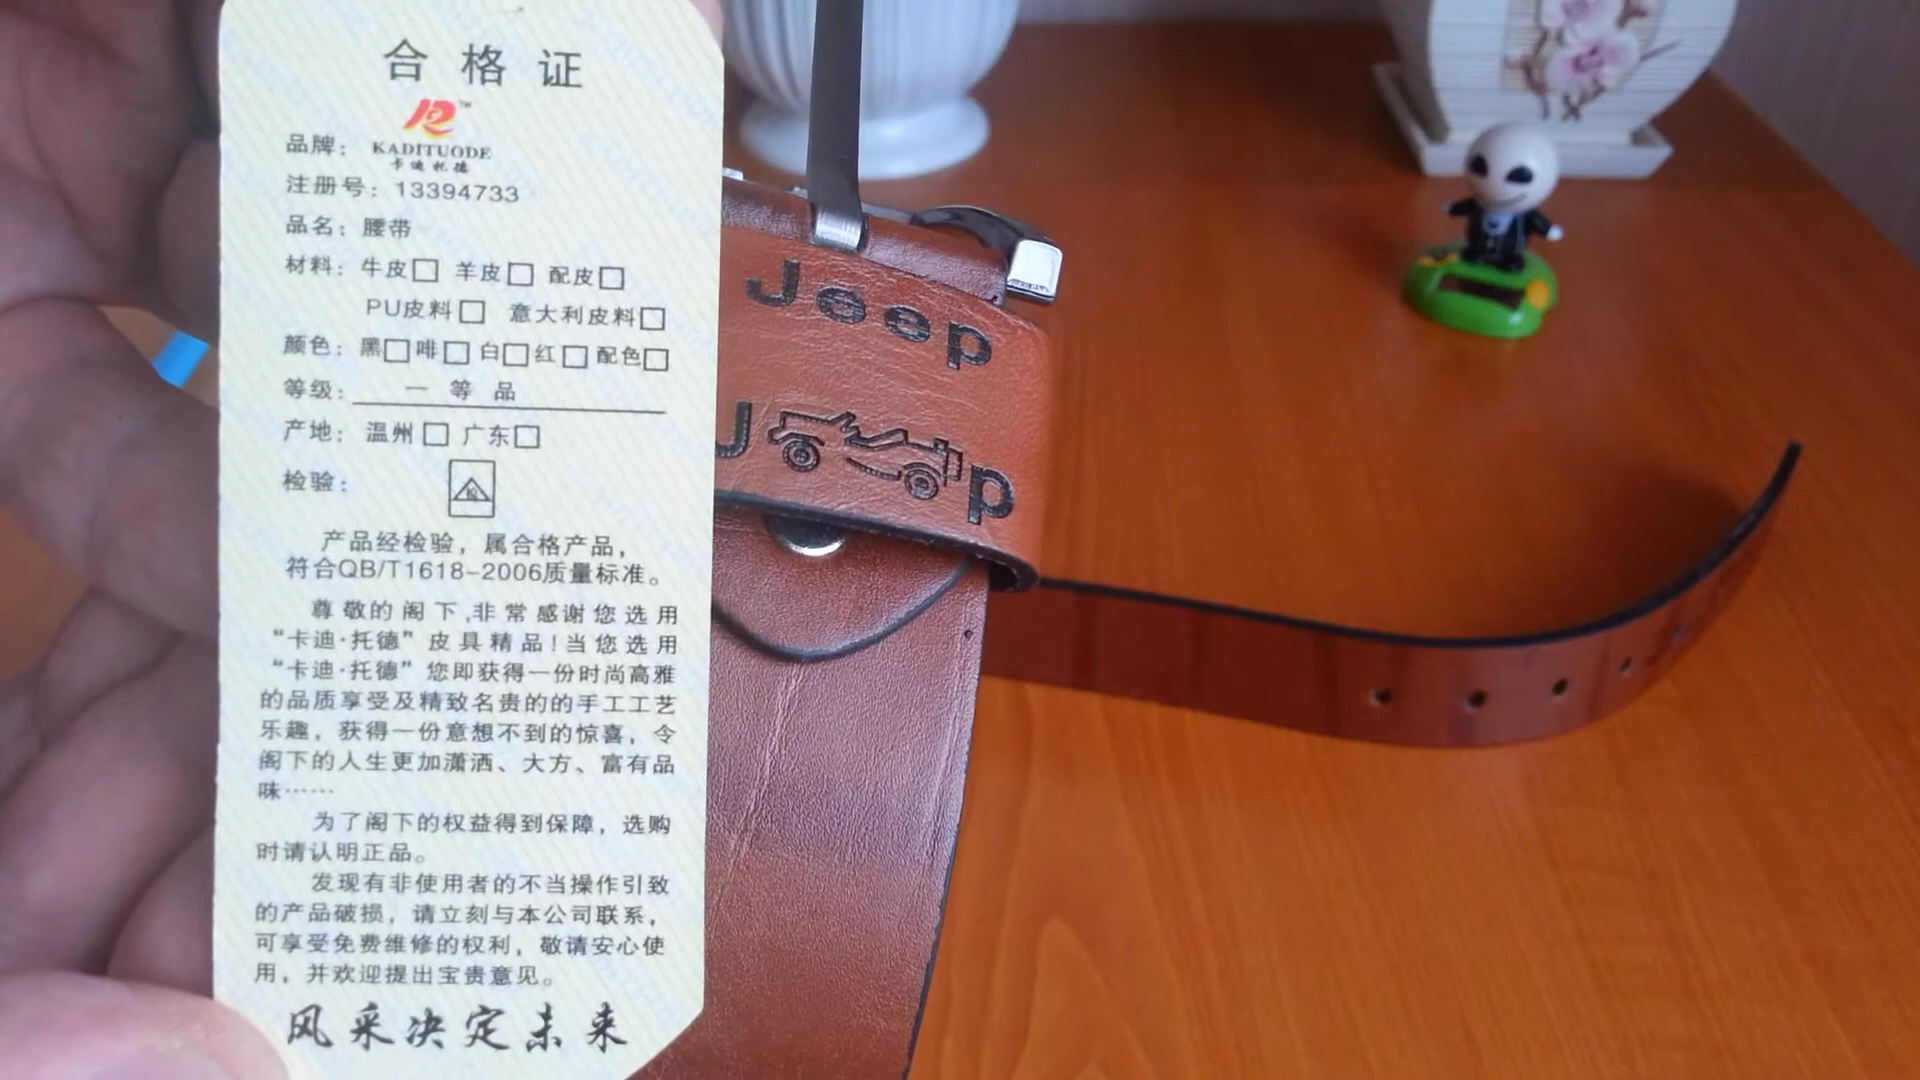 合格证
品牌： KADITUODE
卡迪托德
注册号：13394733
品名：腰带
材料：牛皮□ 羊皮□ 配皮□
PU皮料□ 意大利皮料□
颜色：黑□啡□白□红□配色□
等级： 一等品
产地：温州□广东□
检验： 检
产品经检验，属合格产品，
符合QB/T1618-2006质量标准。
尊敬的阁下,非常感谢您选用
“卡迪·托德”皮具精品!当您选用
“卡迪·托德”您即获得一份时尚高雅
的品质享受及精致名贵的的手工工艺
乐趣，获得一份意想不到的惊喜，令
阁下的人生更加潇洒、大方、富有品
味……
为了阁下的权益得到保障，选购
时请认明正品。
发现有非使用者的不当操作引致
的产品破损，请立刻与本公司联系，
可享受免费维修的权利，敬请安心使
用，并欢迎提出宝贵意见。
风采决定未来
Jeep
J p